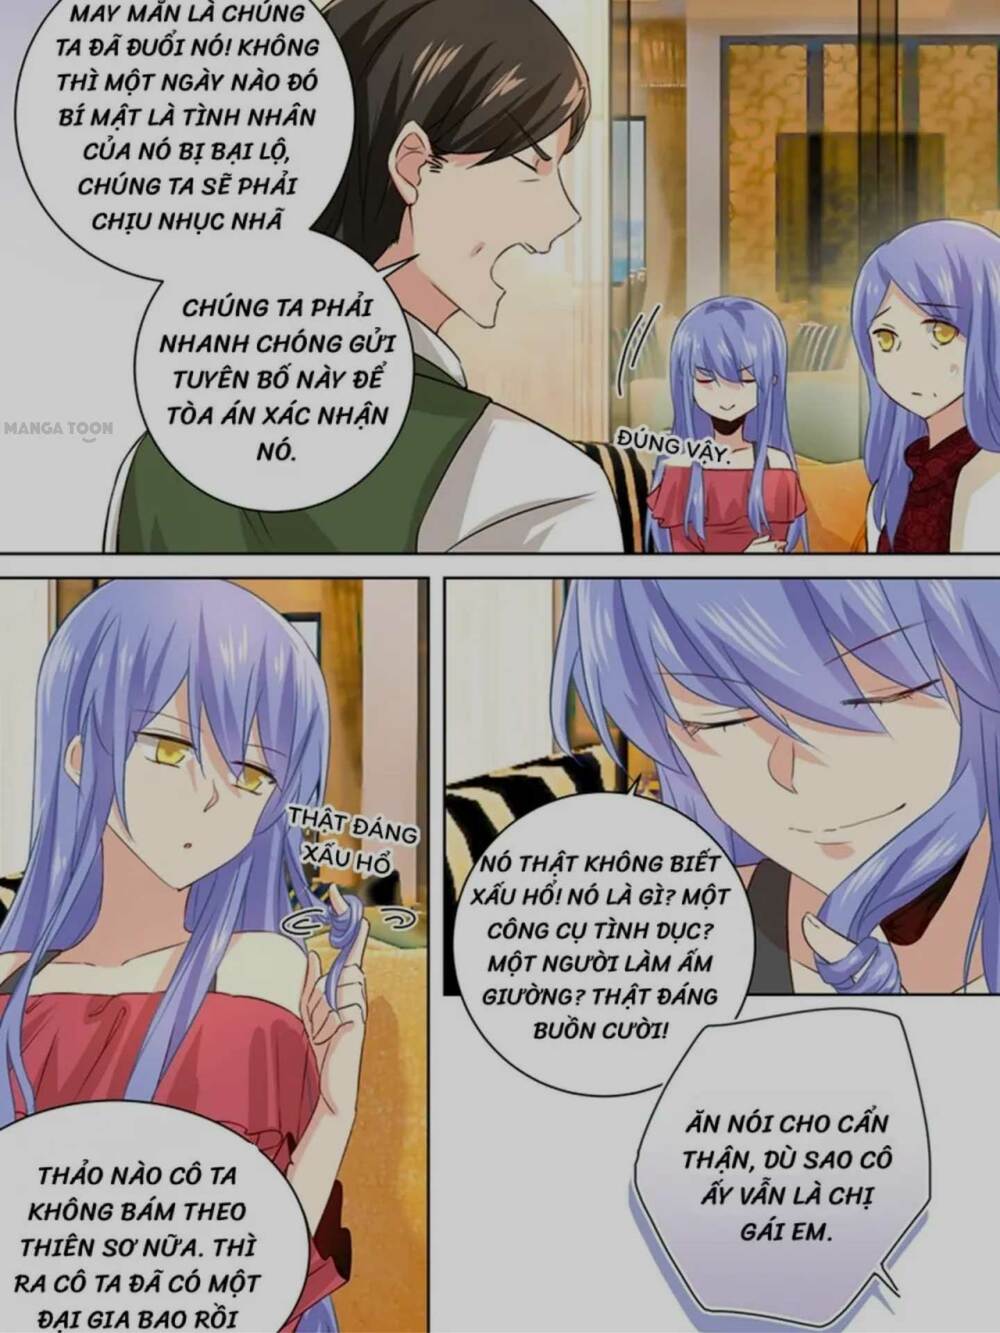 MAY MẮN LÀ CHÚNG
TA ĐÃ ĐUỔI NÓ! KHÔNG
THÌ MỘT NGÀY NÀO ĐÓ
BÍ MẬT LÀ TÌNH NHÂN
CỦA NÓ BỊ BẠI LỘ,
CHÚNG TA SẼ PHẢI
CHỊU NHỤC NHÃ
CHÚNG TA PHẢI
NHANH CHÓNG GỬI
TUYÊN BỐ NÀY ĐỂ
TÒA ÁN XÁC NHẬN
NÓ.
MANGA TOON
ĐÚNG VẬY.
THẬT ĐÁNG
XẤU HỔ
NÓ THẬT KHÔNG BIẾT
XẤU HỔ! NÓ LÀ GÌ? MỘT
CÔNG CỤ TÌNH DỤC?
MỘT NGƯỜI LÀM ẤM
GIƯỜNG? THẬT ĐÁNG
BUỒN CƯỜI!
ĂN NÓI CHO CẨN
THẬN, DÙ SAO CÔ
ẤY VẪN LÀ CHỊ
GÁI EM.
THẢO NÀO CÔ TA
KHÔNG BÁM THEO
THIÊN SƠ NỮA. THÌ
RA CÔ TA ĐÃ CÓ MỘT
ĐẠI GIA BAO RỒI